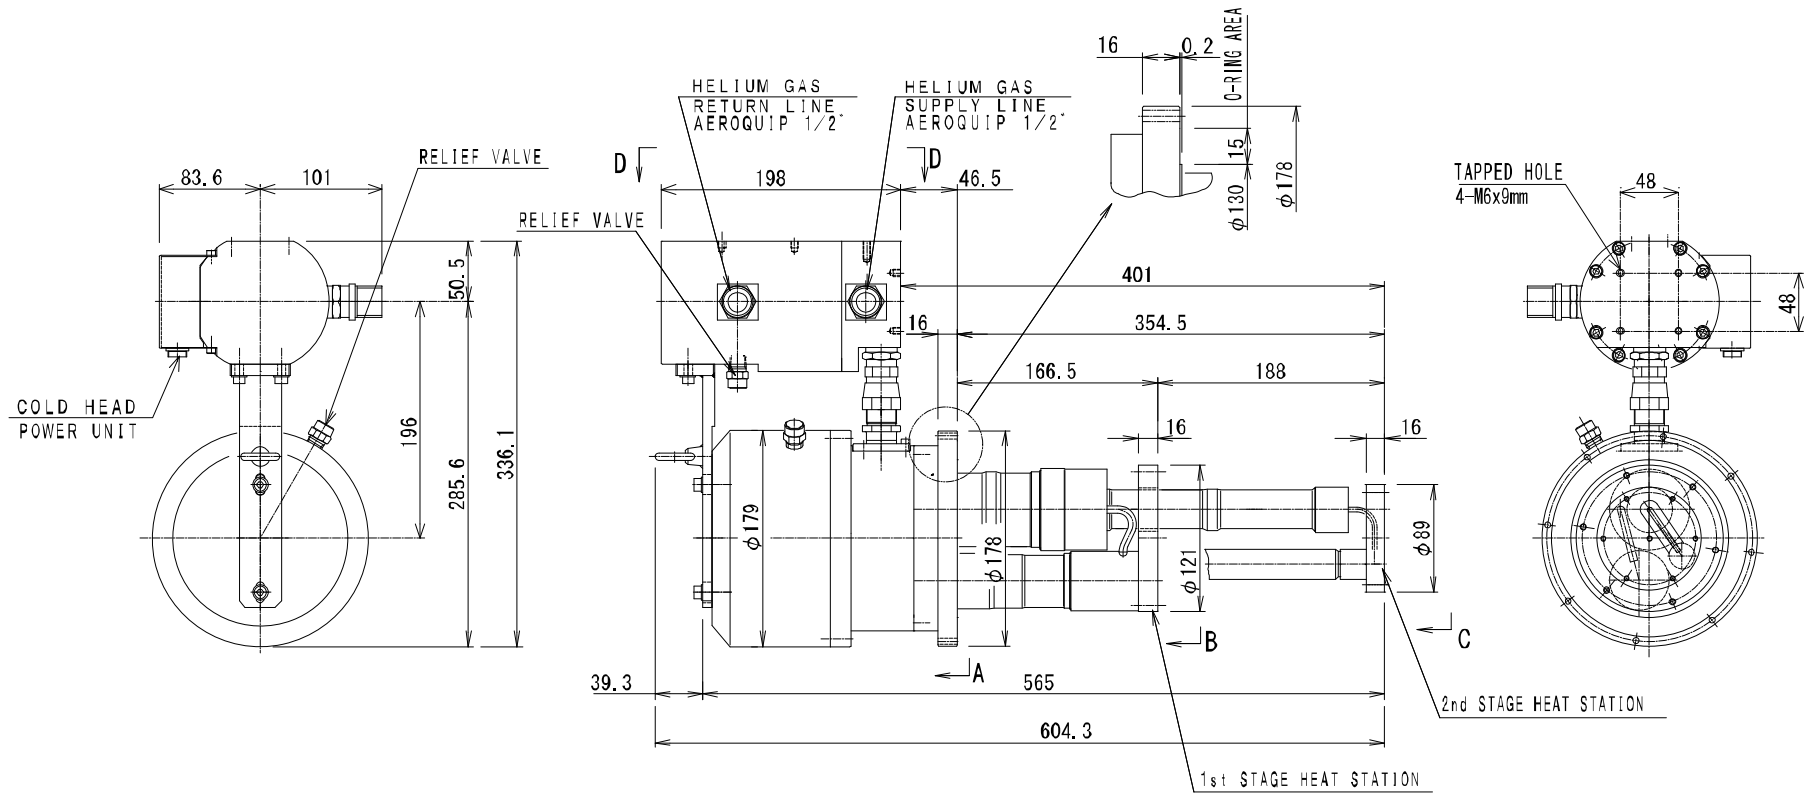 16
0.2
O-RING AREA
HELIUM GAS
RETURN LINE
AEROQUIP 1/2"
HELIUM GAS
SUPPLY LINE
AEROQUIP 1/2"
RELIEF VALVE
D
D
15
φ130
φ178
83.6
101
198
46.5
TAPPED HOLE
4-M6x9mm
48
RELIEF VALVE
50.5
401
48
16
354.5
166.5
188
COLD HEAD
POWER UNIT
196
336.1
285.6
16
16
φ179
φ178
φ121
φ89
B
C
A
39.3
565
2nd STAGE HEAT STATION
604.3
1st STAGE HEAT STATION